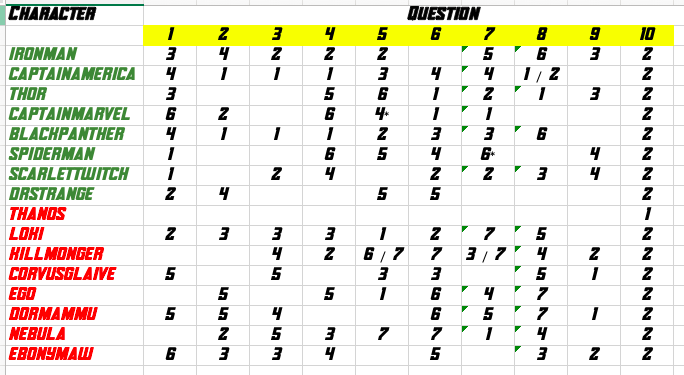 CHARACTER QUESTION
1 2 3 4 5 6 7 8 9 10
IRONMAN 3 4 2 2 2 5 6 3 2
CAPTAINAMERICA 4 1 1 1 3 4 4 1 / 2 2
THOR 3 5 6 1 2 1 3 2
CAPTAINMARVEL 6 2 6 4* 1 1 2
BLACKPANTHER 4 1 1 1 2 3 3 6 2
SPIDERMAN 1 6 5 4 6* 4 2
SCARLETTWITCH 1 2 4 2 2 3 4 2
DRSTRANGE 2 4 5 5 2
THANOS 1
LOKI 2 3 3 3 1 2 7 5 2
KILLMONGER 4 2 6 / 7 7 3 / 7 4 2 2
CORVUSGLAIVE 5 5 3 3 5 1 2
EGO 5 5 1 6 4 7 2
DORMAMMU 5 5 4 6 5 7 1 2
NEBULA 2 5 3 7 7 1 4 2
EBONYMAW 6 3 3 4 5 3 2 2